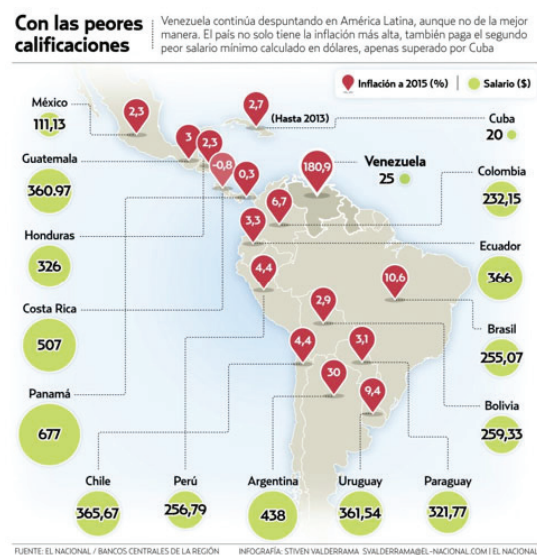 Con las peores
calificaciones
Venezuela continúa despuntando en América Latina, aunque no de la mejor
manera. El país no solo tiene la inflación más alta, también paga el segundo
peor salario mínimo calculado en dólares, apenas superado por Cuba
Inflación a 2015 (%)
Salario ($)
México
111,13
2,3
2,7
(Hasta 2013)
Cuba
20
Guatemala
360.97
3
2,3
-0,8
0,3
180,9
Venezuela
25
Colombia
232,15
6,7
3,3
Honduras
326
Ecuador
366
4,4
10,6
Costa Rica
507
2,9
Brasil
255,07
4,4
3,1
Panamá
677
30
9,4
Bolivia
259,33
Chile
365,67
Perú
256,79
Argentina
438
Uruguay
361,54
Paraguay
321,77
FUENTE: EL NACIONAL / BANCOS CENTRALES DE LA REGIÓN
INFOGRAFÍA: STIVEN VALDERRAMA SVALDERRAMA@EL-NACIONAL.COM | EL NACIONAL